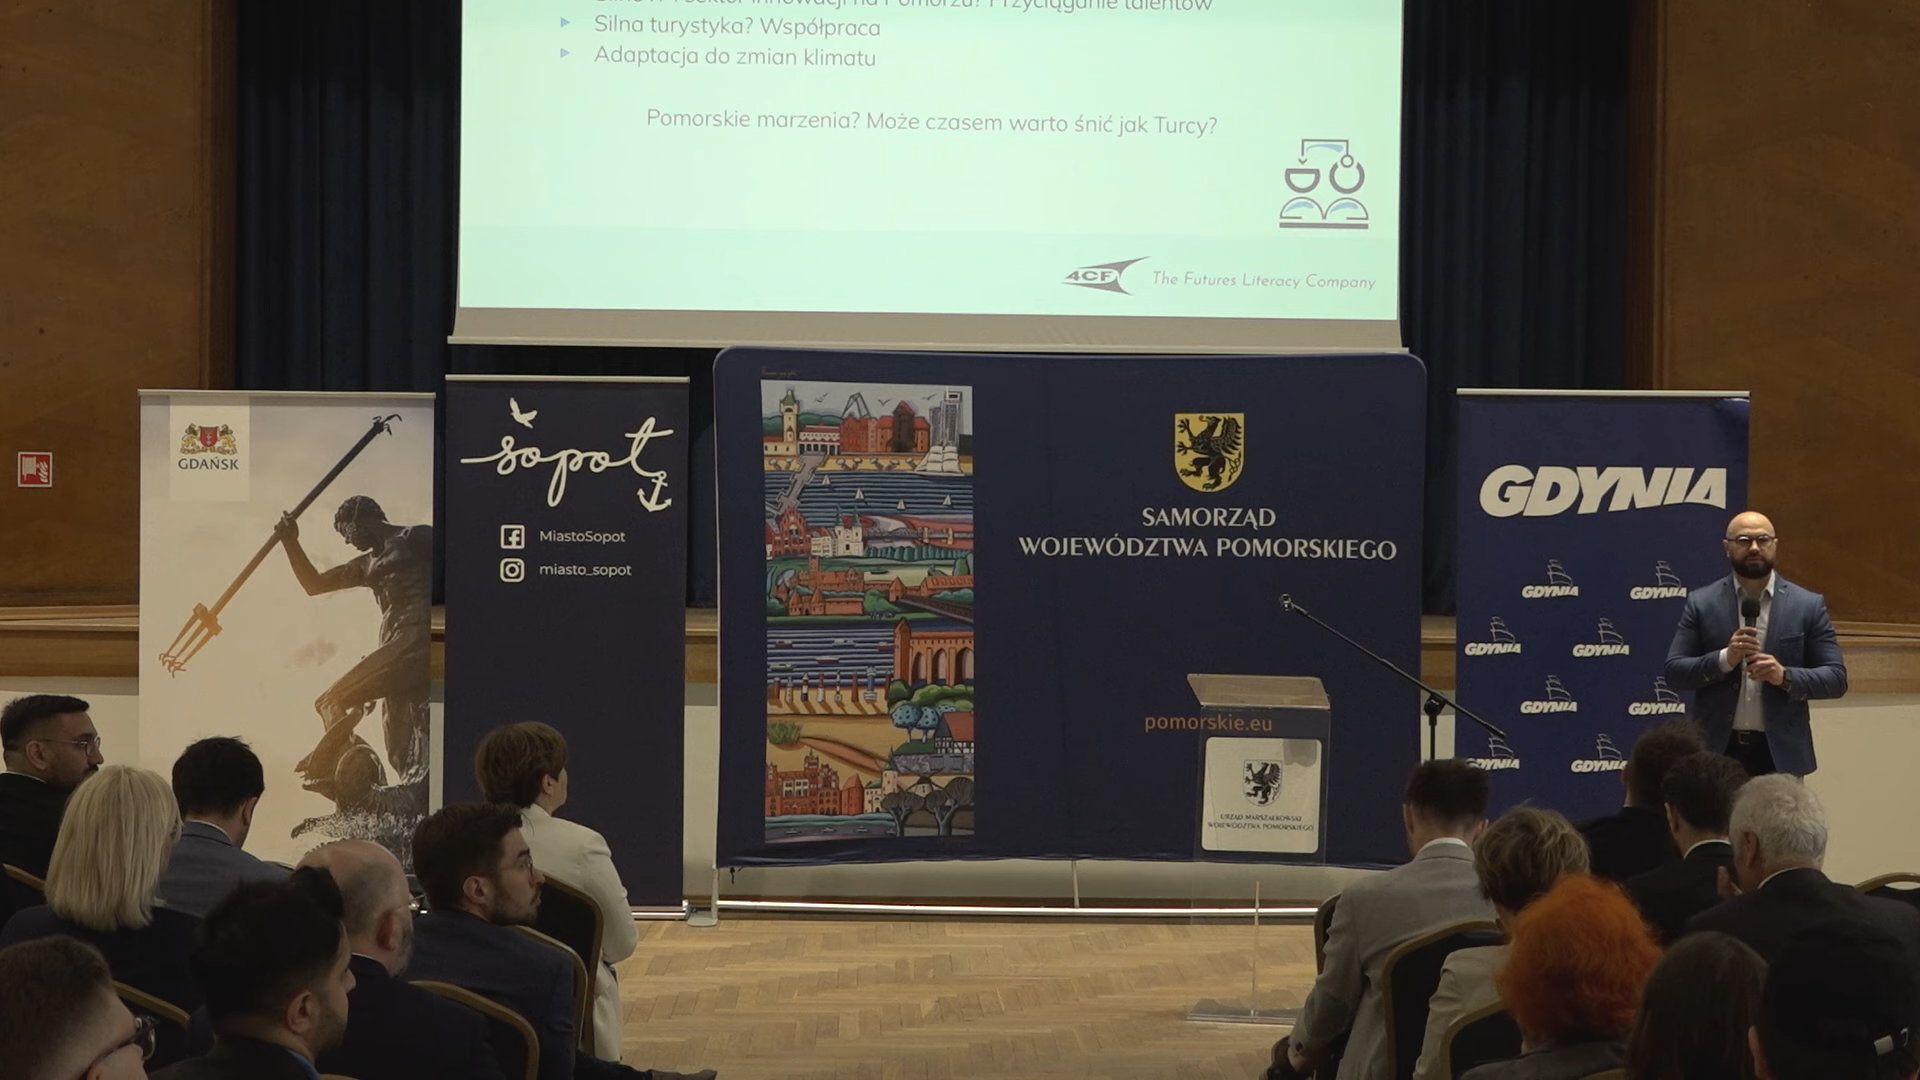 Silna turystyka? Współpraca
Adaptacja do zmian klimatu
Pomorskie marzenia? Może czasem warto śnić jak Turcy?
4CF The Futures Literacy Company
GDAŃSK
sopot
MiastoSopot
miasto_sopot
SAMORZĄD
WOJEWÓDZTWA POMORSKIEGO
pomorskie.eu
URZĄD MARSZAŁKOWSKI
WOJEWÓDZTWA POMORSKIEGO
GDYNIA
GDYNIA GDYNIA
GDYNIA GDYNIA
GDYNIA GDYNIA
GDYNIA GDYNIA